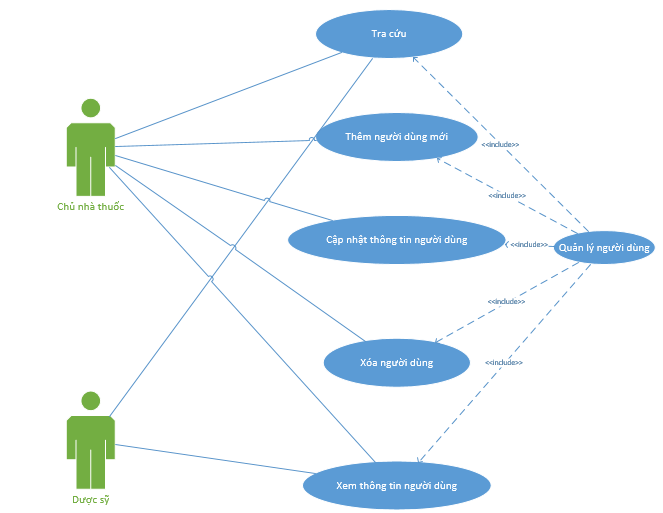 Tra cứu
Thêm người dùng mới
<<include>>
<<include>>
Chủ nhà thuốc
Cập nhật thông tin người dùng
<<include>>
Quản lý người dùng
<<include>>
Xóa người dùng
<<include>>
Xem thông tin người dùng
Dược sỹ